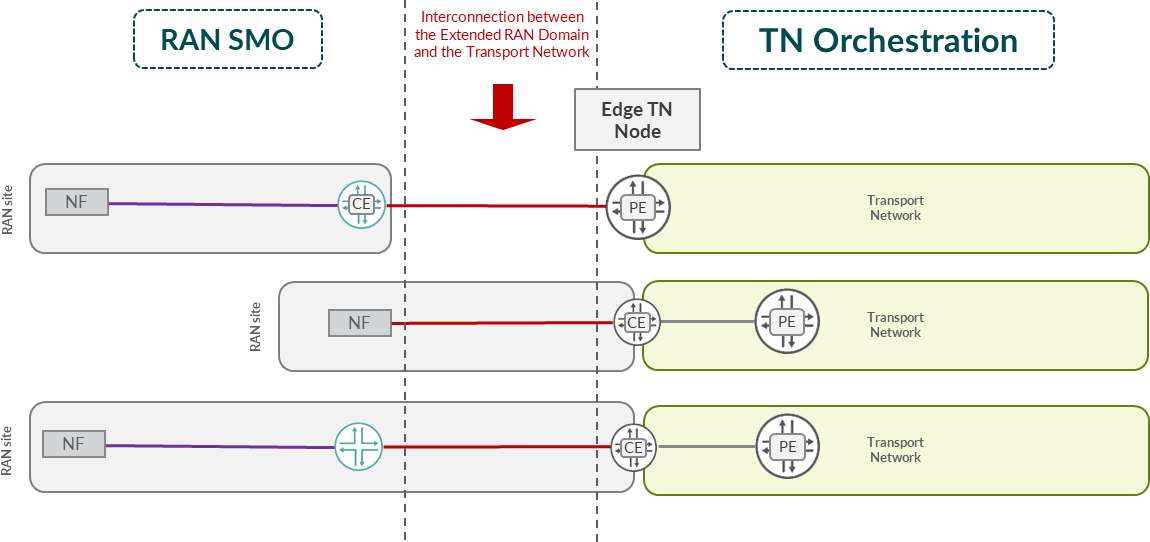 RAN SMO
Interconnection between
the Extended RAN Domain
and the Transport Network
TN Orchestration
Edge TN
Node
RAN site
NF
CE
PE
Transport
Network
RAN site
NF
CE
PE
Transport
Network
RAN site
NF
CE
PE
Transport
Network